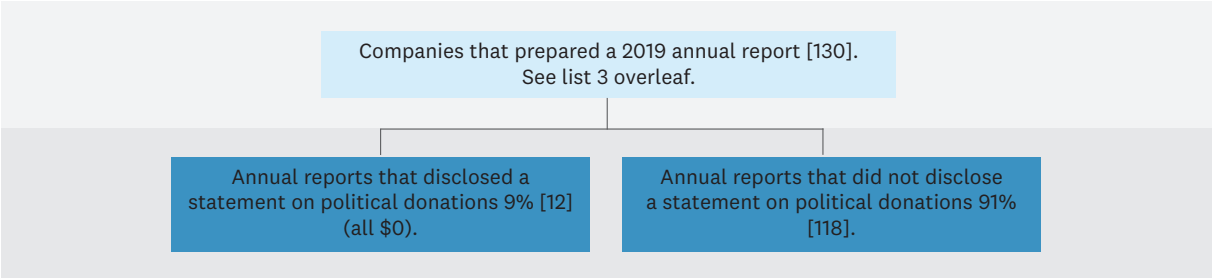 Companies that prepared a 2019 annual report [130].
See list 3 overleaf.
Annual reports that disclosed a
statement on political donations 9% [12]
(all $0).
Annual reports that did not disclose
a statement on political donations 91%
[118].